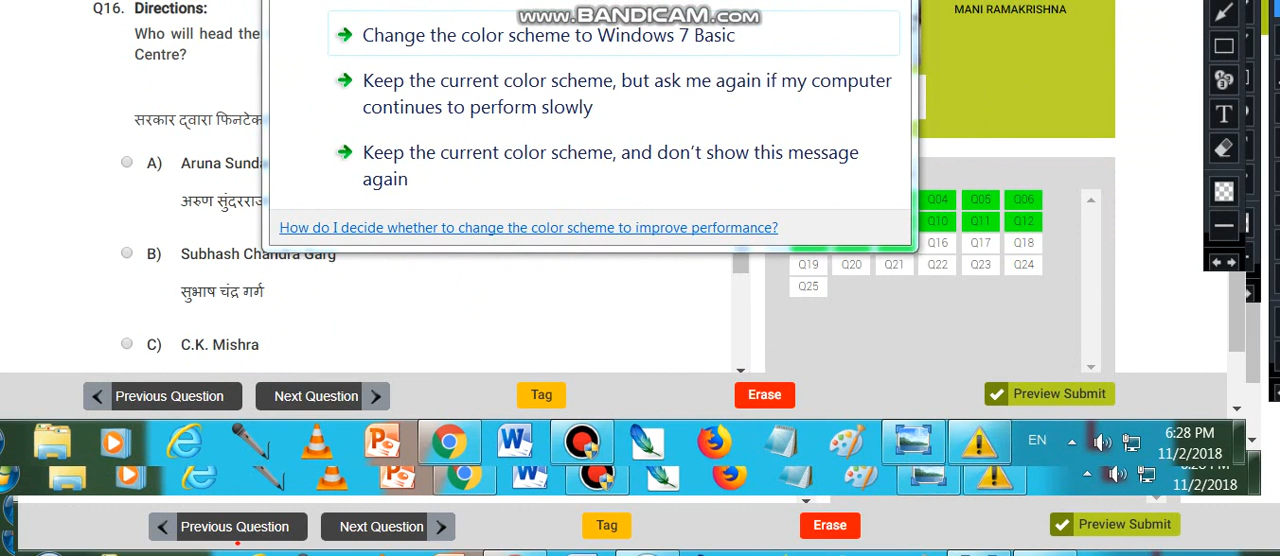 www.BANDICAM.com
Q16. Directions:
MANI RAMAKRISHNA
Who will head the
Centre?
Change the color scheme to Windows 7 Basic
Keep the current color scheme, but ask me again if my computer
continues to perform slowly
सरकार द्वारा फिनटेक
Keep the current color scheme, and don't show this message
again
A) Aruna Sunda
अरुण सुंदरराज
How do I decide whether to change the color scheme to improve performance?
Q04 Q05 Q06
Q10 Q11 Q12
Q16 Q17 Q18
Q19 Q20 Q21 Q22 Q23 Q24
Q25
B) Subhash Chandra Garg
सुभाष चंद्र गर्ग
C) C.K. Mishra
Previous Question Next Question Tag Erase Preview Submit
EN 6:28 PM
11/2/2018
11/2/2018
Previous Question Next Question Tag Erase Preview Submit